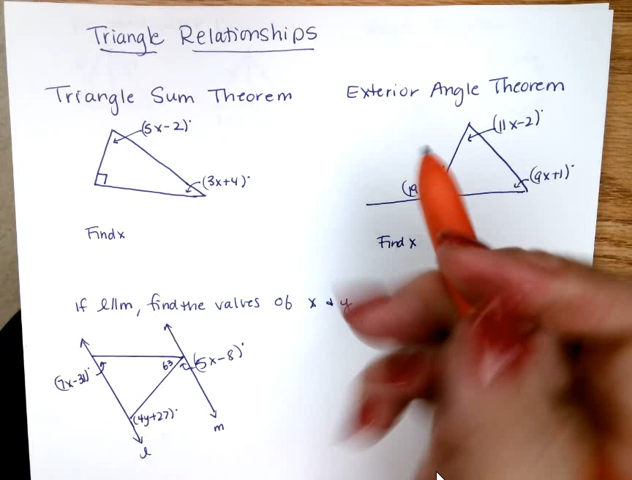 Triangle Relationships
Triangle Sum Theorem
(5x-2)°
(3x+4)°
Find x
Exterior Angle Theorem
(11x-2)°
(9x+1)°
Find x
If l||m, find the values of x & y
(7x-31)°
63
(5x-8)°
(4y+27)°
l
m